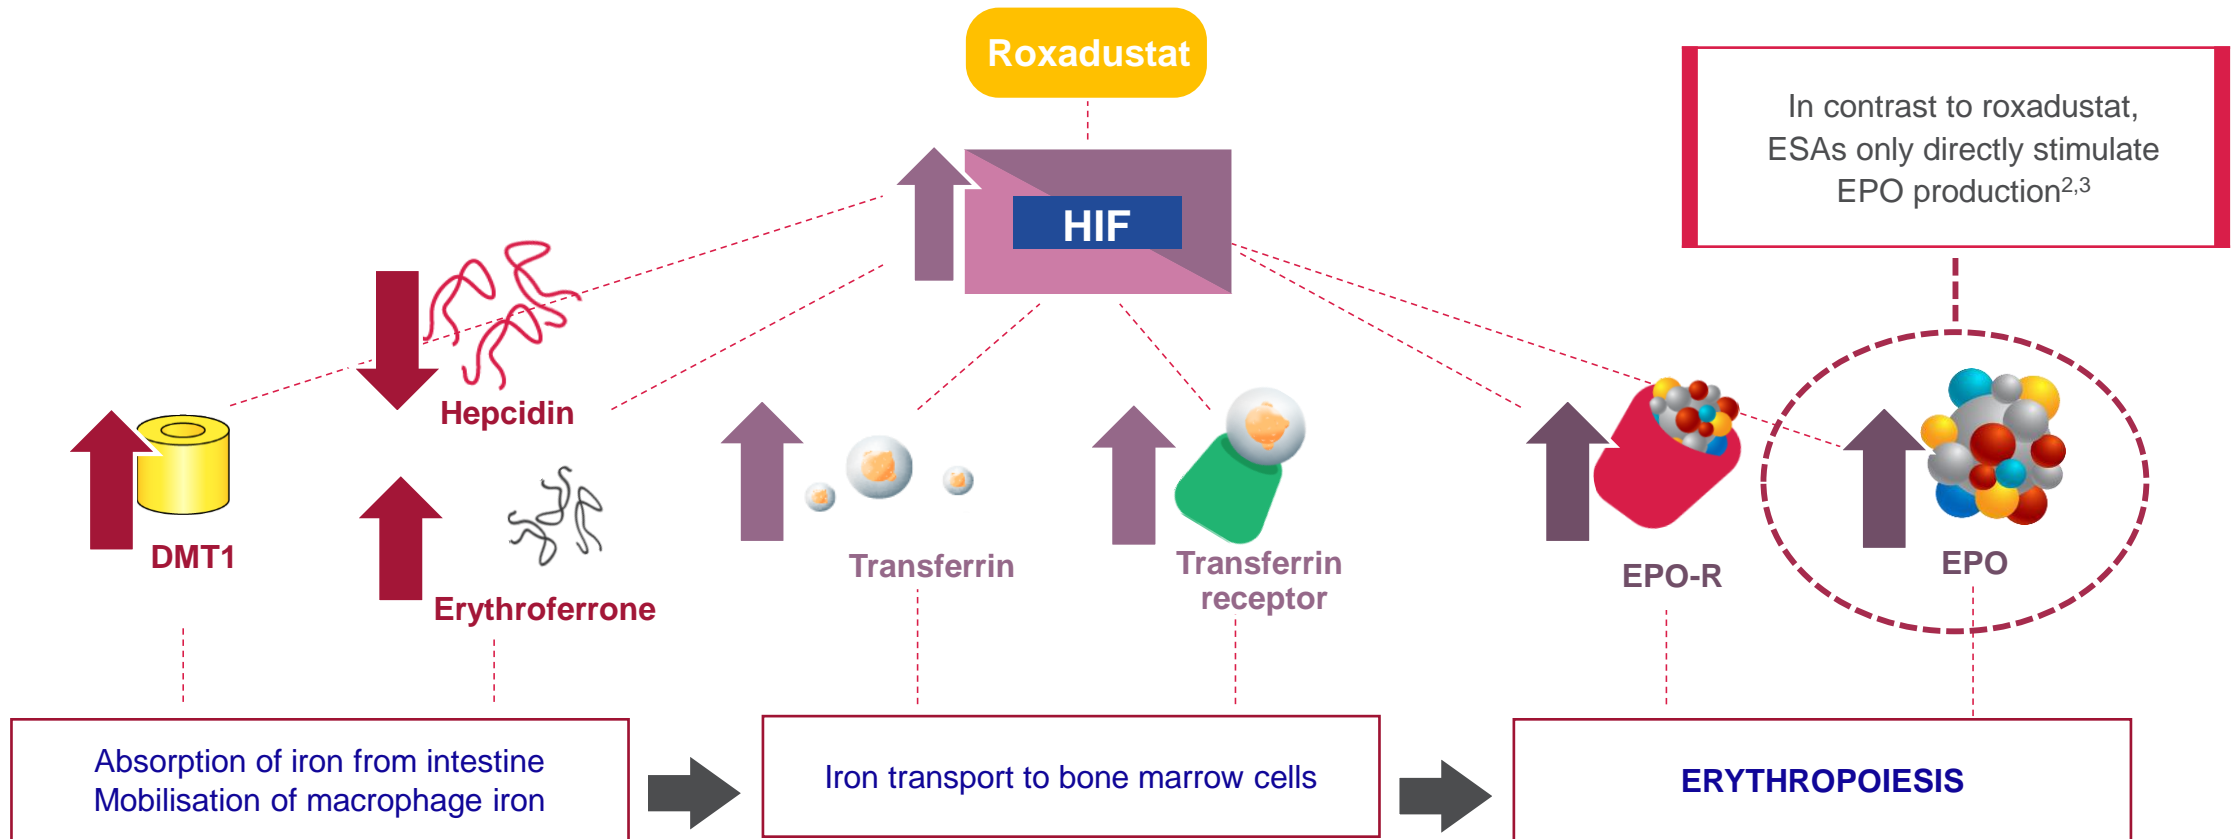 Roxadustat
In contrast to roxadustat,
ESAs only directly stimulate
EPO production2,3
HIF
Hepcidin
DMT1
Erythroferrone
Transferrin
Transferrin
receptor
EPO-R
EPO
Absorption of iron from intestine
Mobilisation of macrophage iron
Iron transport to bone marrow cells
ERYTHROPOIESIS